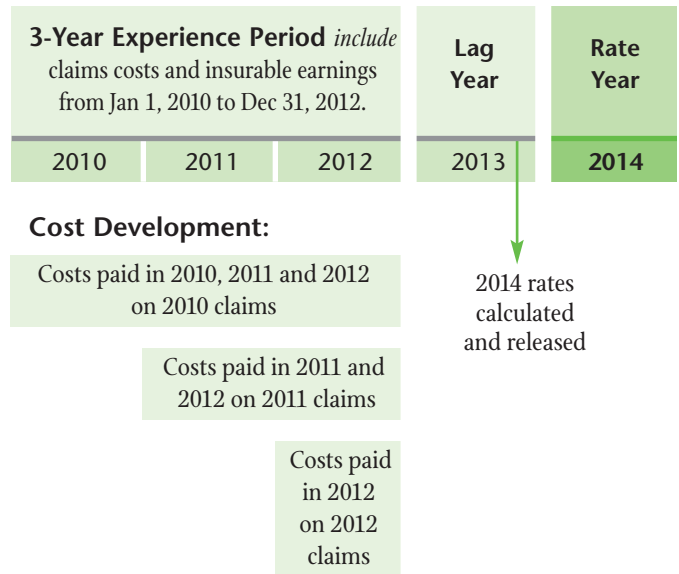 3-Year Experience Period include
claims costs and insurable earnings
from Jan 1, 2010 to Dec 31, 2012.
Lag
Year
Rate
Year
2010
2011
2012
2013
2014
Cost Development:
Costs paid in 2010, 2011 and 2012
on 2010 claims
2014 rates
calculated
and released
Costs paid in 2011 and
2012 on 2011 claims
Costs paid
in 2012
on 2012
claims